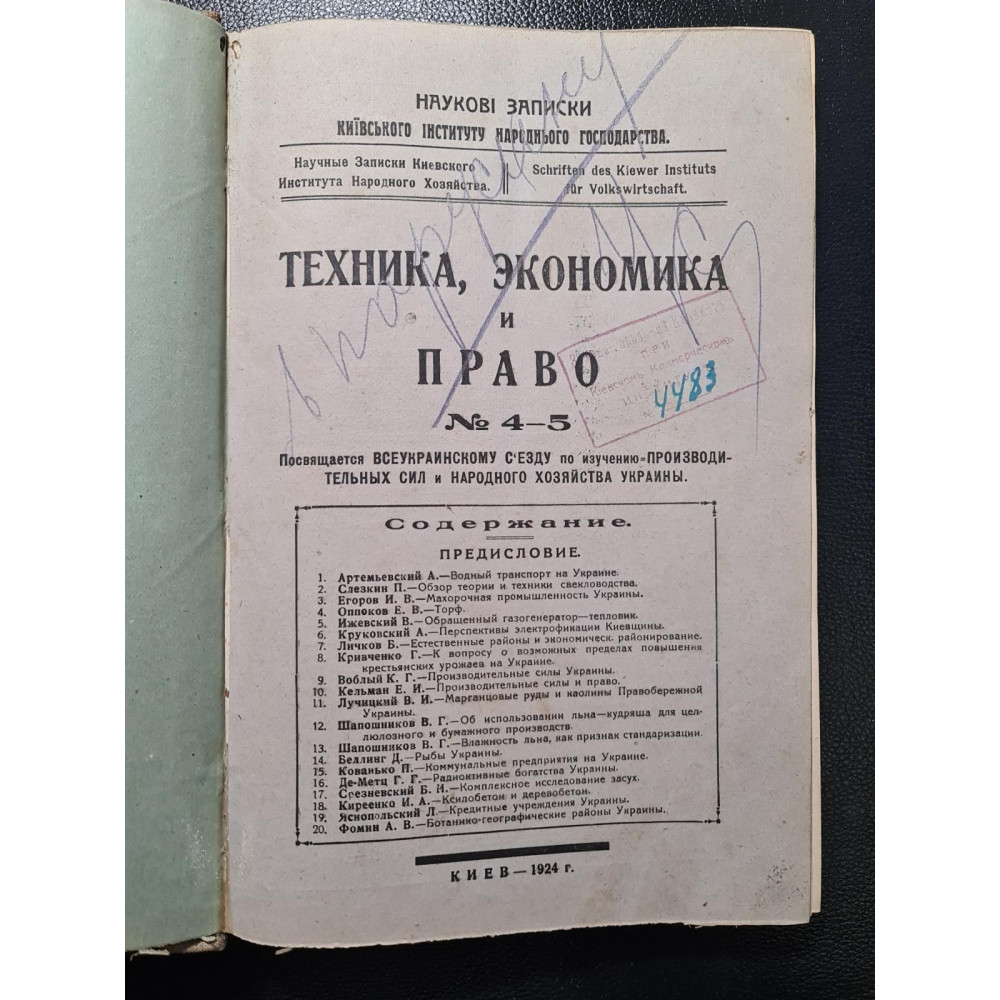 НАУКОВІ ЗАПИСКИ
КИЇВСЬКОГО ІНСТИТУТУ НАРОДНЬОГО ГОСПОДАРСТВА.
Научные Записки Киевского
Института Народного Хозяйства.
Schriften des Kiewer Instituts
für Volkswirtschaft.
ТЕХНИКА, ЭКОНОМИКА
и
ПРАВО
№ 4–5
4483
Посвящается ВСЕУКРАИНСКОМУ С'ЕЗДУ по изучению ПРОИЗВОДИ-
ТЕЛЬНЫХ СИЛ и НАРОДНОГО ХОЗЯЙСТВА УКРАИНЫ.
Содержание.
ПРЕДИСЛОВИЕ.
1. Артемьевский А.—Водный транспорт на Украине.
2. Слезкин П.—Обзор теории и техники свекловодства.
3. Егоров И. В.—Махорочная промышленность Украины.
4. Оппоков Е. В.—Торф.
5. Ижевский В.—Обращенный газогенератор—тепловик.
6. Круковский А.—Перспективы электрофикации Киевщины.
7. Личков Б.—Естественные районы и экономическ. районирование.
8. Кривченко Г.—К вопросу о возможных пределах повышения
крестьянских урожаев на Украине.
9. Воблый К. Г.—Производительные силы Украины.
10. Кельман Е. И.—Производительные силы и право.
11. Лучицкий В. И.—Марганцовые руды и каолины Правобережной
Украины.
12. Шапошников В. Г.—Об использовании льна—кудряша для цел-
люлозного и бумажного производств.
13. Шапошников В. Г.—Влажность льна, как признак стандаризации.
14. Беллинг Д.—Рыбы Украины.
15. Кованько П.—Коммунальные предприятия на Украине.
16. Де-Метц Г. Г.—Радиоктивные богатства Украины.
17. Срезневский Б. И.—Комплексное исследование засух.
18. Киреенко И. А.—Ксилобетон и деревобетон.
19. Яснопольский Л.—Кредитные учреждения Украины.
20. Фомин А. В.—Ботанико-географические районы Украины.
КИЕВ—1924 г.